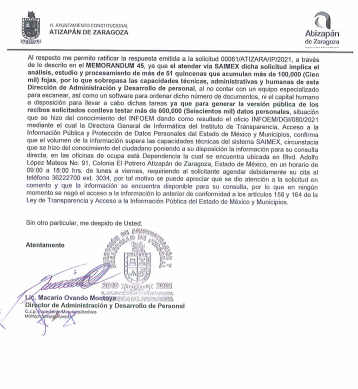 H. AYUNTAMIENTO CONSTITUCIONAL
ATIZAPÁN DE ZARAGOZA
Atizapán
de Zaragoza
Al respecto me permito ratificar la respuesta emitida a la solicitud 00061/ATIZARA/IP/2021, a través
de lo descrito en el MEMORANDUM 45, ya que el atender vía SAIMEX dicha solicitud implica el
análisis, estudio y procesamiento de más de 51 quincenas que acumulan más de 100,000 (Cien
mil) fojas, por lo que sobrepasa las capacidades técnicas, administrativas y humanas de esta
Dirección de Administración y Desarrollo de personal, al no contar con un equipo especializado
para escanear, así como un software para ordenar dicho número de documentos, ni el capital humano
a disposición para llevar a cabo dichas tareas ya que para generar la versión pública de los
recibos solicitados conlleva testar más de 600,000 (Seiscientos mil) datos personales, situación
que se hizo del conocimiento del INFOEM dando como resultado el oficio INFOEM/DGI/080/2021
mediante el cual la Directora General de Informática del Instituto de Transparencia, Acceso a la
Información Pública y Protección de Datos Personales del Estado de México y Municipios, confirma
que el volumen de la información supera las capacidades técnicas del sistema SAIMEX, circunstancia
que se hizo del conocimiento del ciudadano poniendo a su disposición la información para su consulta
directa, en las oficinas de ocupa está Dependencia la cual se encuentra ubicada en Blvd. Adolfo
López Mateos No. 91, Colonia El Potrero Atizapán de Zaragoza, Estado de México, en un horario de
09:00 a 18:00 hrs. de lunes a viernes, requiriendo al solicitante agendar debidamente su cita al
teléfono 36222700 ext. 3034, por tal motivo se puede apreciar que se dio atención a la solicitud en
comento y que la información se encuentra disponible para su consulta, por lo que en ningún
momento se negó el acceso a la información lo anterior de conformidad a los artículos 158 y 164 de la
Ley de Transparencia y Acceso a la Información Pública del Estado de México y Municipios.
Sin otro particular, me despido de Usted.
Atentamente
Lic. Macario Ovando Montoya
Director de Administración y Desarrollo de Personal